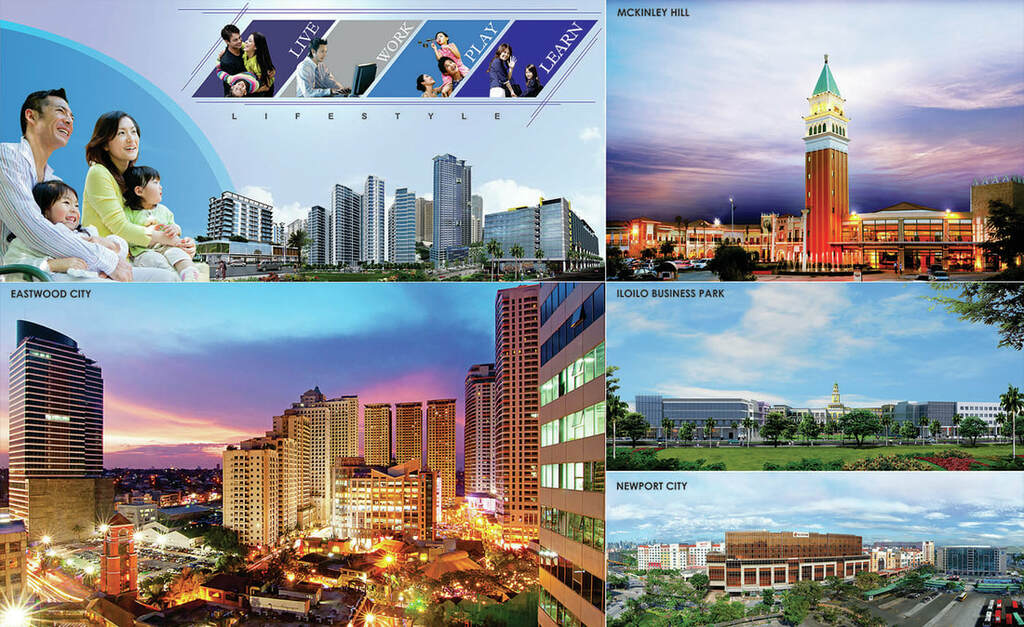 LIVE
WORK
PLAY
LEARN
LIFESTYLE
MCKINLEY HILL
EASTWOOD CITY
ILOILO BUSINESS PARK
NEWPORT CITY